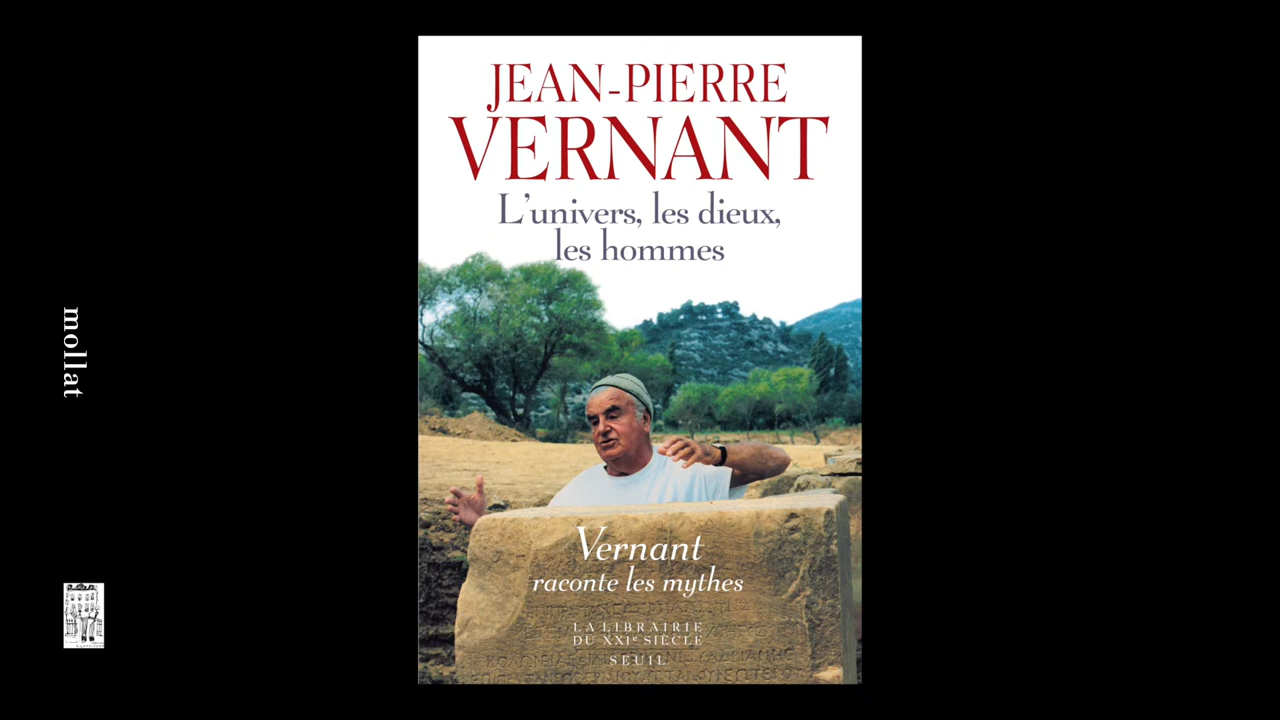 JEAN-PIERRE
VERNANT
L'univers, les dieux,
les hommes
Vernant
raconte les mythes
LA LIBRAIRIE
DU XXIe SIÈCLE
SEUIL
mollat